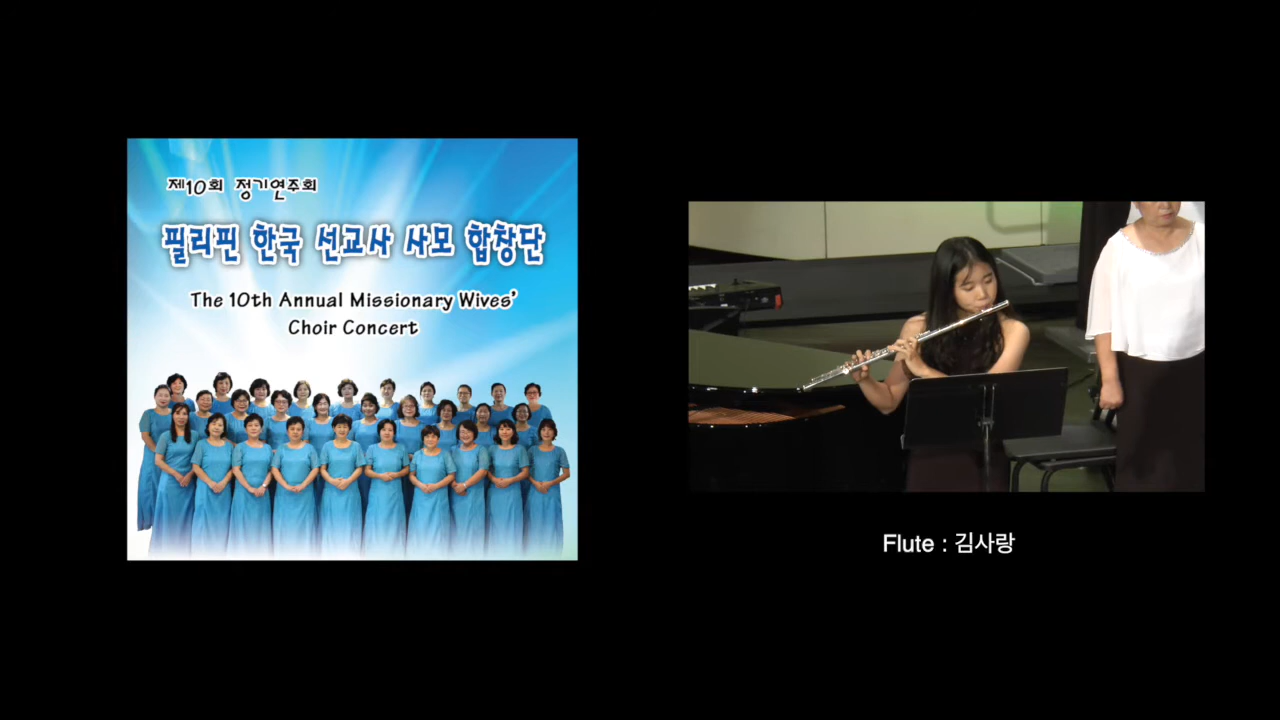 제10회 정기연주회
필리핀 한국 선교사 사모 합창단
The 10th Annual Missionary Wives'
Choir Concert
Flute : 김사랑